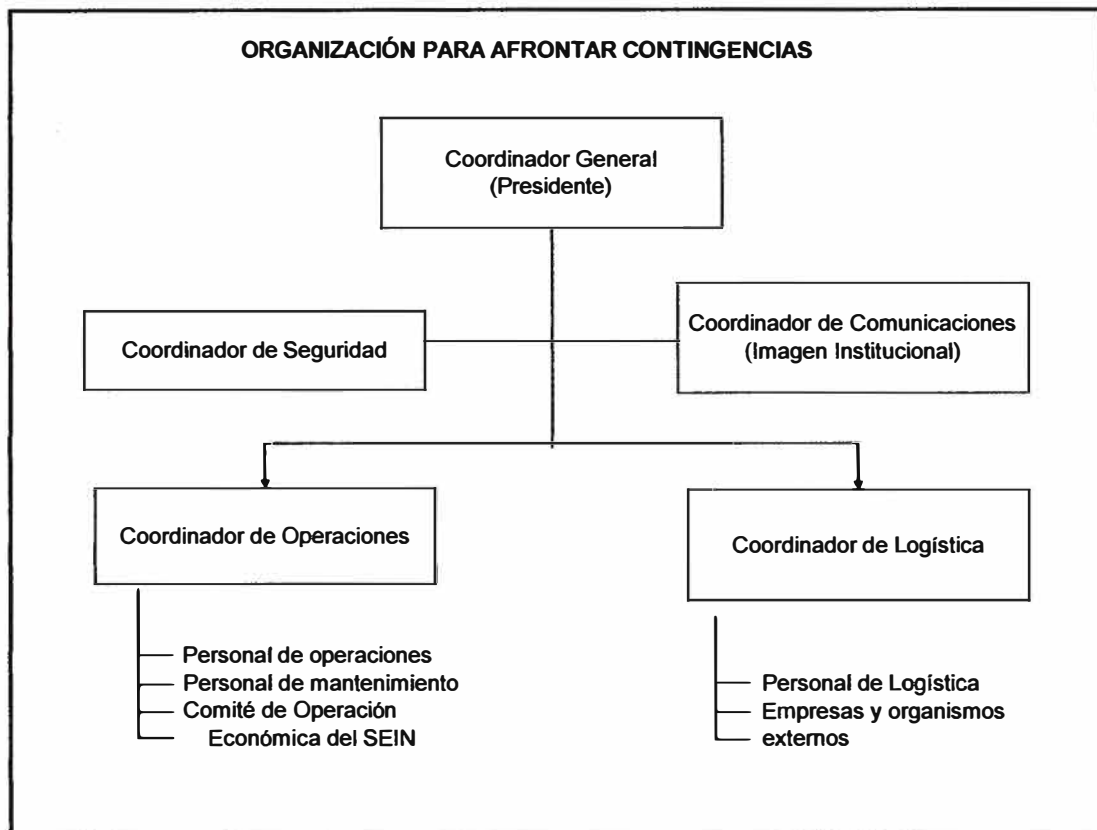 ORGANIZACIÓN PARA AFRONTAR CONTINGENCIAS
Coordinador General
(Presidente)
Coordinador de Seguridad
Coordinador de Comunicaciones
(Imagen Institucional)
Coordinador de Operaciones
Coordinador de Logística
Personal de operaciones
Personal de mantenimiento
Comité de Operación
Económica del SEIN
Personal de Logística
Empresas y organismos
externos